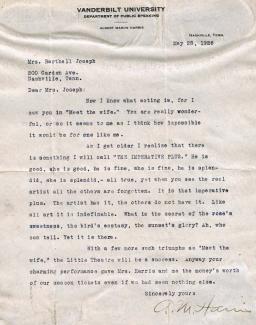 VANDERBILT UNIVERSITY
DEPARTMENT OF PUBLIC SPEAKING
ALBERT MASON HARRIS
NASHVILLE, TENN.
May 25, 1928
Mrs. Barthell Joseph
200 Carden Ave.
Nashville, Tenn.
Dear Mrs. Joseph:
Now I know what acting is, for I
saw you in "Meet the wife." You are really wonder-
ful, or so it seems to me as I think how impossible
it would be for one like me.
As I get older I realize that there
is something I will call "THE IMPERATIVE PLUS." He is
good, she is good, he is fine, she is fine, he is splen-
did, she is splendid,- all true, yet when you see the real
artist all the others are forgotten. It is that imperative
plus. The artist has it, the others do not have it. Like
all art it is indefinable. What is the secret of the rose's
sweetness, the bird's ecstasy, the sunset's glory? Ah, who
can tell. Yet it is there.
With a few more such triumphs as "Meet the
wife," the Little Theatre will be a success. Anyway your
charming performance gave Mrs. Harris and me the money's worth
of our season tickets even if we had seen nothing else.
Sincerely yours,
A. M. Harris